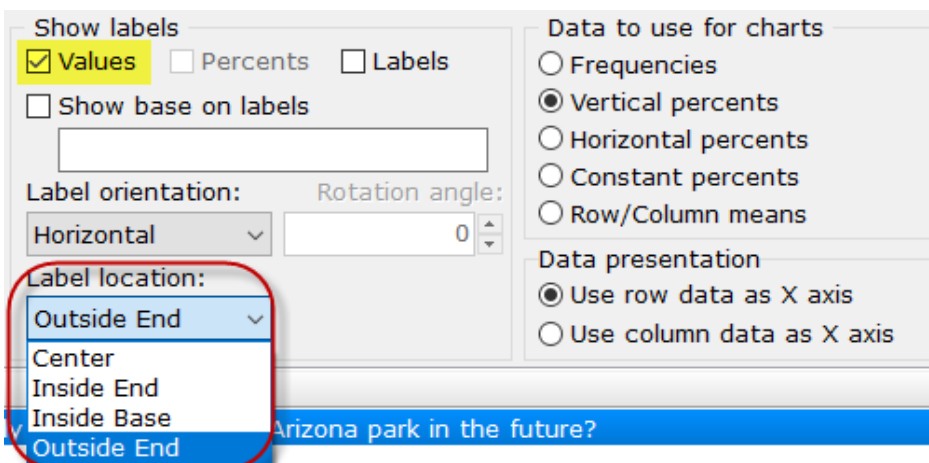 Show labels
Values Percents Labels
Show base on labels
Label orientation: Rotation angle:
Horizontal 0
Label location:
Outside End
Center
Inside End
Inside Base
Outside End
Data to use for charts
Frequencies
Vertical percents
Horizontal percents
Constant percents
Row/Column means
Data presentation
Use row data as X axis
Use column data as X axis
Arizona park in the future?